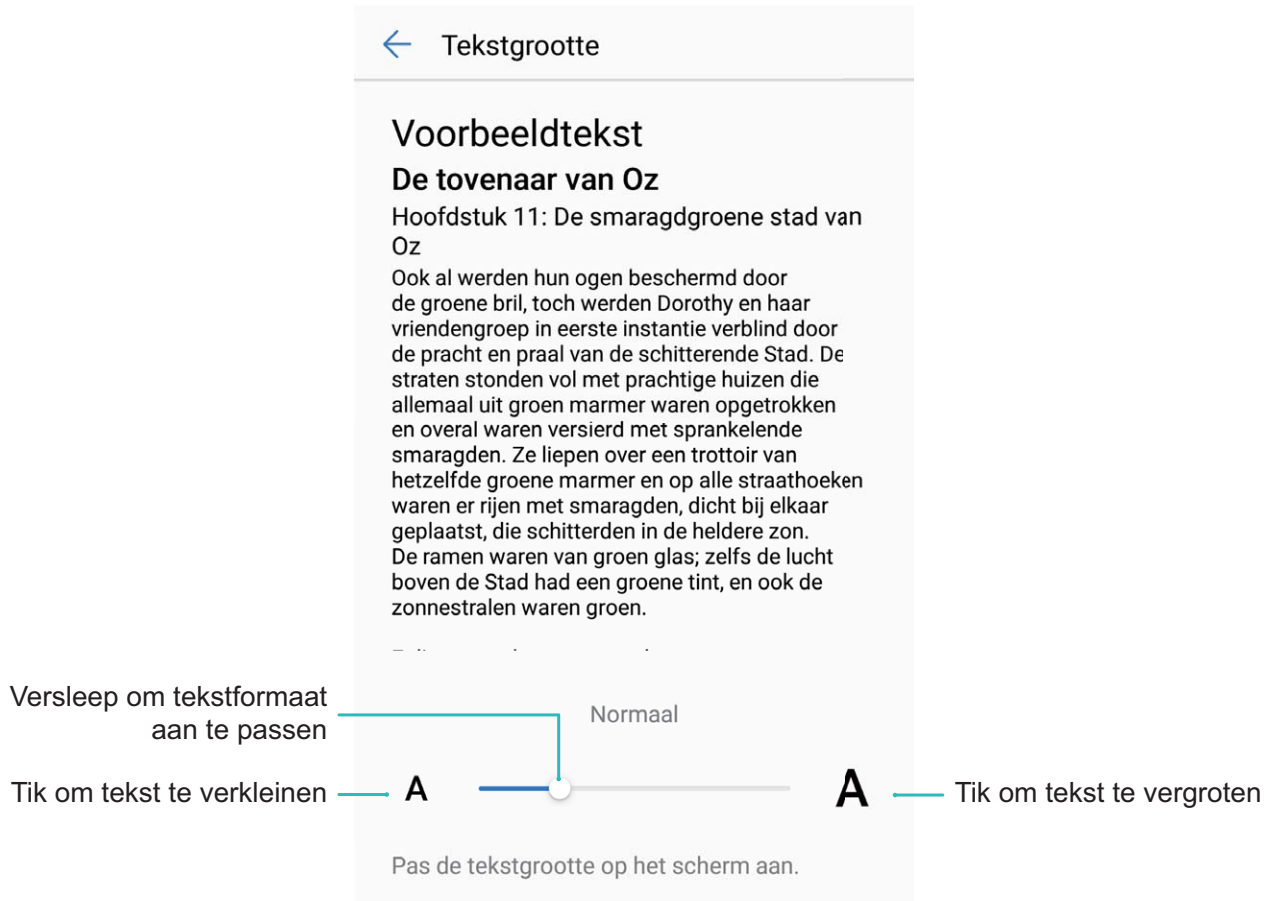 Tekstgrootte
Voorbeeldtekst
De tovenaar van Oz
Hoofdstuk 11: De smaragdgroene stad van
Oz
Ook al werden hun ogen beschermd door
de groene bril, toch werden Dorothy en haar
vriendengroep in eerste instantie verblind door
de pracht en praal van de schitterende Stad. De
straten stonden vol met prachtige huizen die
allemaal uit groen marmer waren opgetrokken
en overal waren versierd met sprankelende
smaragden. Ze liepen over een trottoir van
hetzelfde groene marmer en op alle straathoeken
waren er rijen met smaragden, dicht bij elkaar
geplaatst, die schitterden in de heldere zon.
De ramen waren van groen glas; zelfs de lucht
boven de Stad had een groene tint, en ook de
zonnestralen waren groen.
Versleep om tekstformaat
aan te passen
Normaal
Tik om tekst te verkleinen
A
A
Tik om tekst te vergroten
Pas de tekstgrootte op het scherm aan.